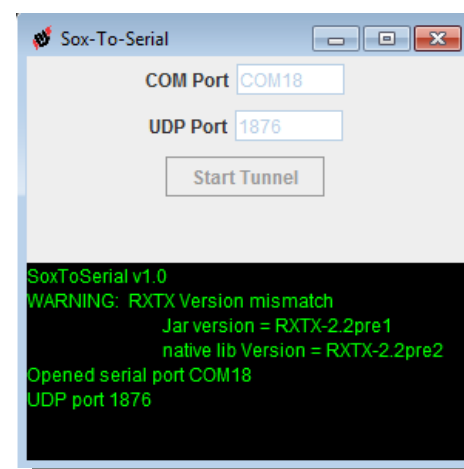 Sox-To-Serial
COM Port COM18
UDP Port 1876
Start Tunnel
SoxToSerial v1.0
WARNING: RXTX Version mismatch
Jar version = RXTX-2.2pre1
native lib Version = RXTX-2.2pre2
Opened serial port COM18
UDP port 1876